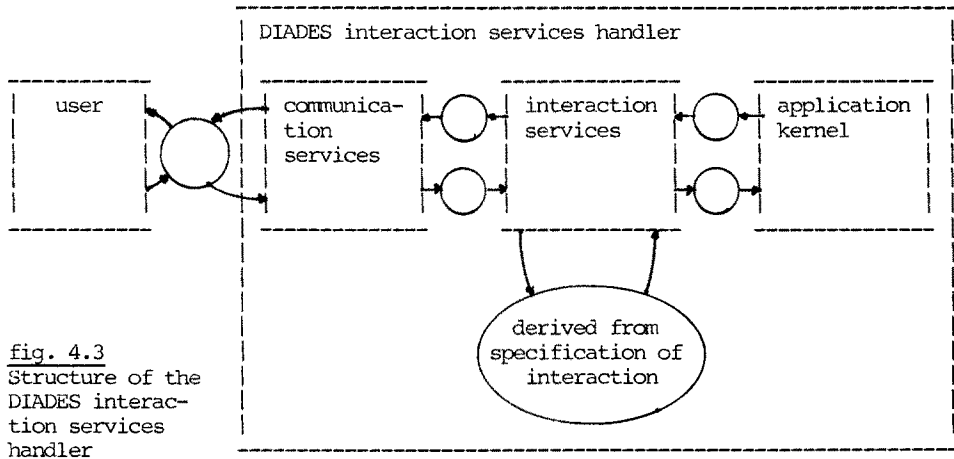 DIADES interaction services handler
user
communica-
tion
services
interaction
services
application
kernel
derived from
specification of
interaction
fig. 4.3
Structure of the
DIADES interac-
tion services
handler